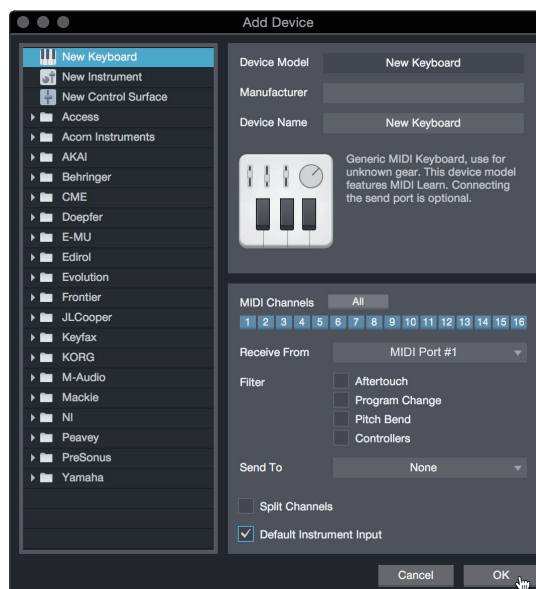 Add Device
New Keyboard
New Instrument
New Control Surface
Access
Acorn Instruments
AKAI
Behringer
CME
Doepfer
E-MU
Edirol
Evolution
Frontier
JLCooper
Keyfax
KORG
M-Audio
Mackie
NI
Peavey
PreSonus
Yamaha
Device Model New Keyboard
Manufacturer
Device Name New Keyboard
Generic MIDI Keyboard, use for
unknown gear. This device model
features MIDI Learn. Connecting
the send port is optional.
MIDI Channels All
1 2 3 4 5 6 7 8 9 10 11 12 13 14 15 16
Receive From MIDI Port #1
Filter Aftertouch
Program Change
Pitch Bend
Controllers
Send To None
Split Channels
Default Instrument Input
Cancel OK